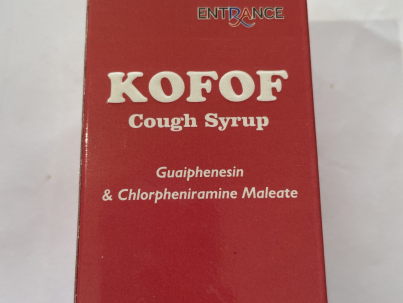 ENTRANCE
KOFOF
Cough Syrup
Guaiphenesin
& Chlorpheniramine Maleate